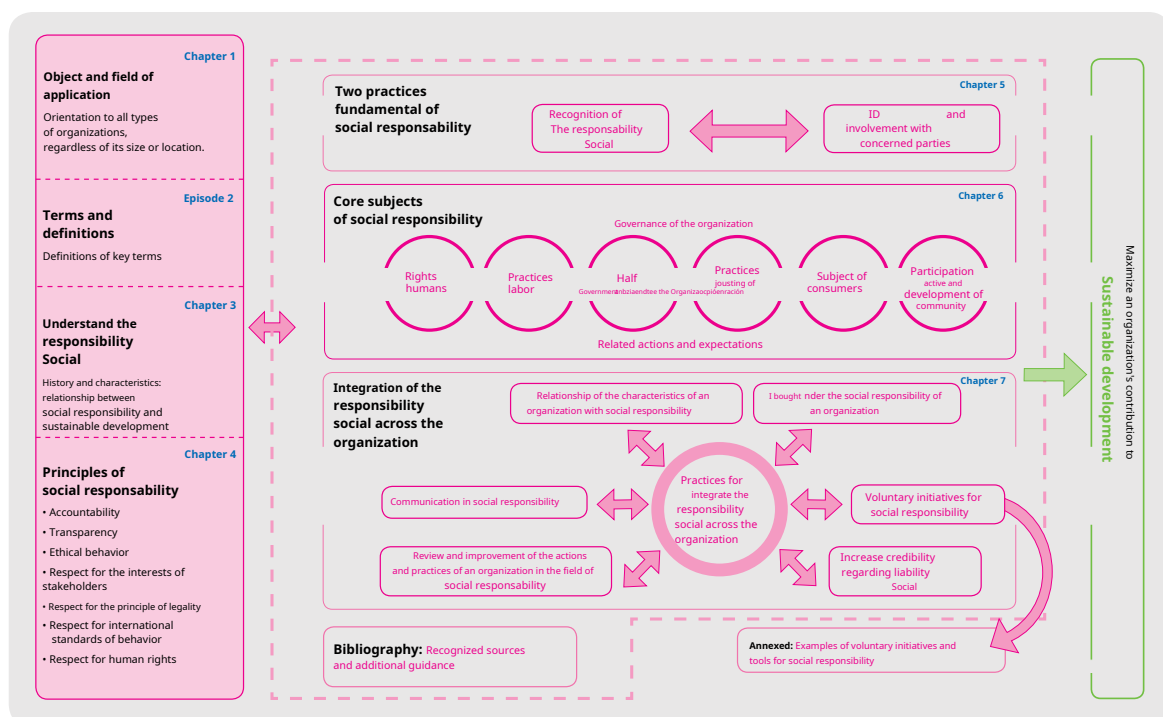 Chapter 1
Object and field of
application
Orientation to all types
of organizations,
regardless of its size or location.
Episode 2
Terms and
definitions
Definitions of key terms
Chapter 3
Understand the
responsibility
Social
History and characteristics:
relationship between
social responsibility and
sustainable development
Chapter 4
Principles of
social responsability
• Accountability
• Transparency
• Ethical behavior
• Respect for the interests of
stakeholders
• Respect for the principle of legality
• Respect for international
standards of behavior
• Respect for human rights
Two practices
fundamental of
social responsability
Chapter 5
Recognition of
The responsability
Social
ID and
involvement with
concerned parties
Core subjects
of social responsibility
Chapter 6
Governance of the organization
Rights
humans
Practices
labor
Half
Practices
jousting of
Subject of
consumers
Participation
active and
development of
community
Related actions and expectations
Integration of the
responsibility
social across the
organization
Chapter 7
Relationship of the characteristics of an
organization with social responsibility
I bought nder the social responsibility of
an organization
Communication in social responsibility
Practices for
integrate the
responsibility
social across the
organization
Voluntary initiatives for
social responsibility
Review and improvement of the actions
and practices of an organization in the field of
social responsability
Increase credibility
regarding liability
Social
Bibliography: Recognized sources
and additional guidance
Annexed: Examples of voluntary initiatives and
tools for social responsibility
Maximize an organization's contribution to
Sustainable development